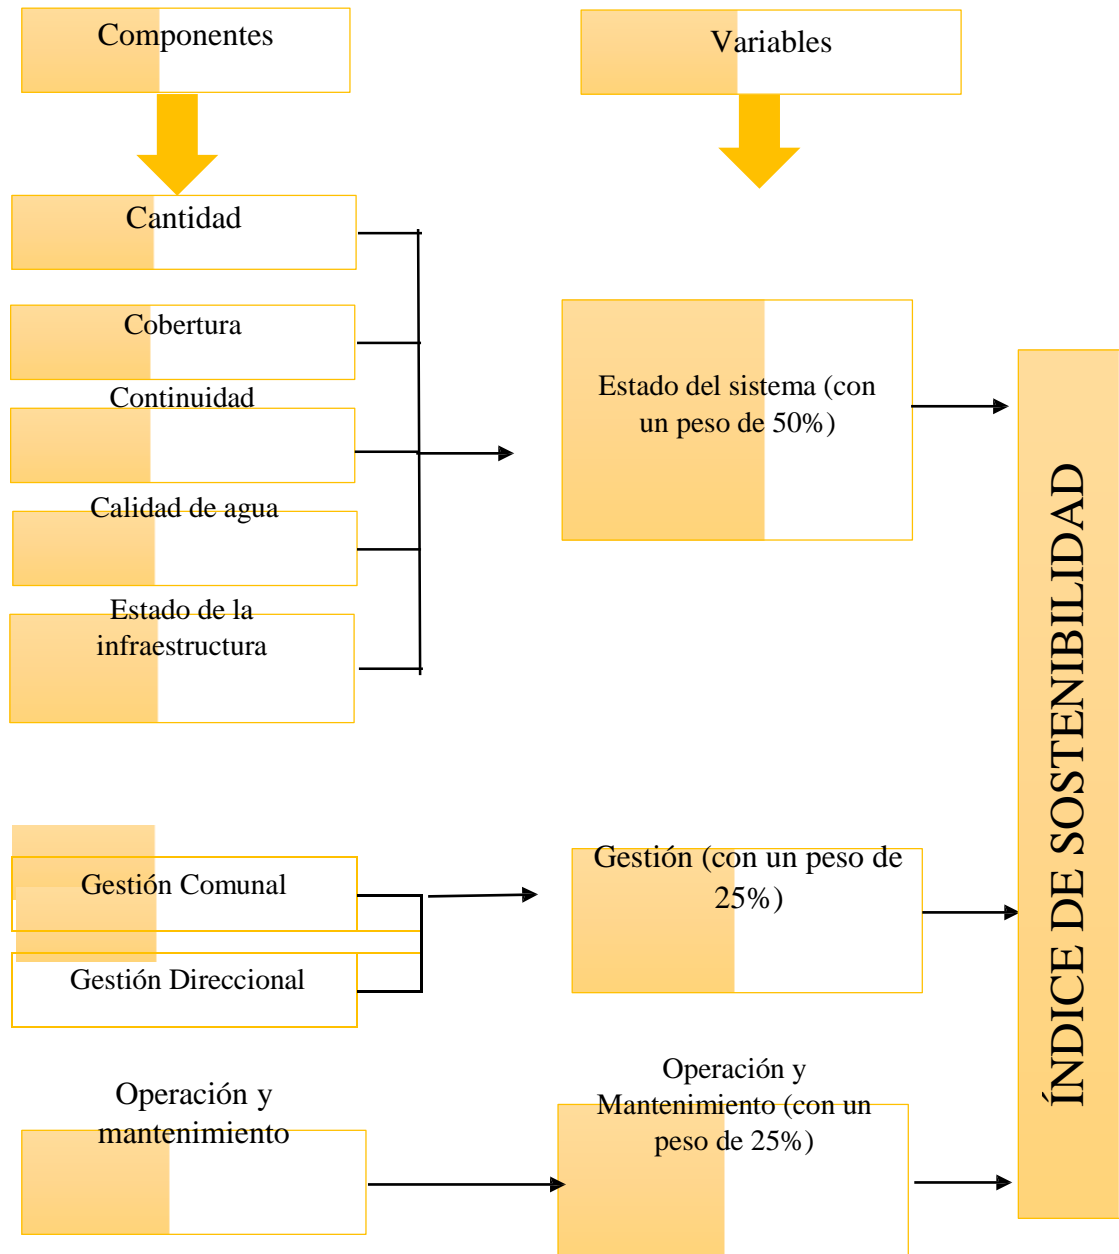 Componentes
Variables
Cantidad
Cobertura
Continuidad
Calidad de agua
Estado de la
infraestructura
Estado del sistema (con
un peso de 50%)
Gestión Comunal
Gestión Direccional
Gestión (con un peso de
25%)
Operación y
mantenimiento
Operación y
Mantenimiento (con un
peso de 25%)
ÍNDICE DE SOSTENIBILIDAD